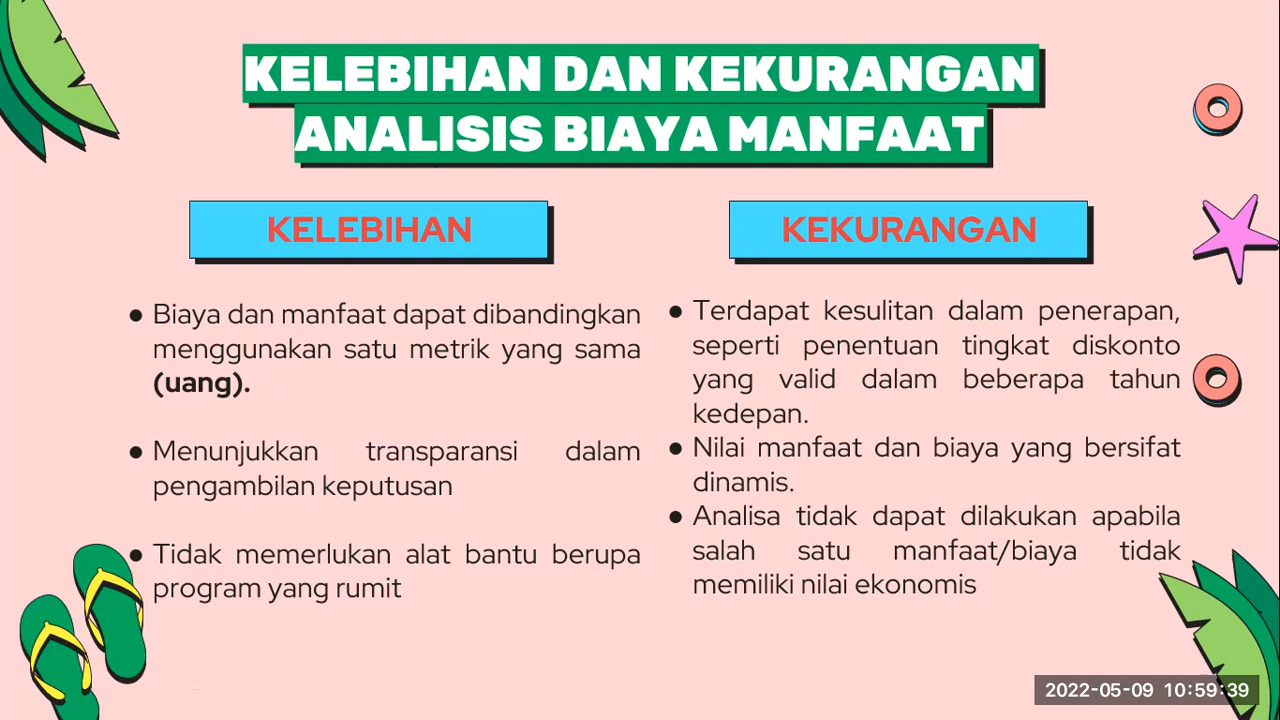 KELEBIHAN DAN KEKURANGAN
ANALISIS BIAYA MANFAAT
KELEBIHAN
● Biaya dan manfaat dapat dibandingkan
menggunakan satu metrik yang sama
(uang).
● Menunjukkan transparansi dalam
pengambilan keputusan
● Tidak memerlukan alat bantu berupa
program yang rumit
KEKURANGAN
● Terdapat kesulitan dalam penerapan,
seperti penentuan tingkat diskonto
yang valid dalam beberapa tahun
kedepan.
● Nilai manfaat dan biaya yang bersifat
dinamis.
● Analisa tidak dapat dilakukan apabila
salah satu manfaat/biaya tidak
memiliki nilai ekonomis
2022-05-09 10:59:39